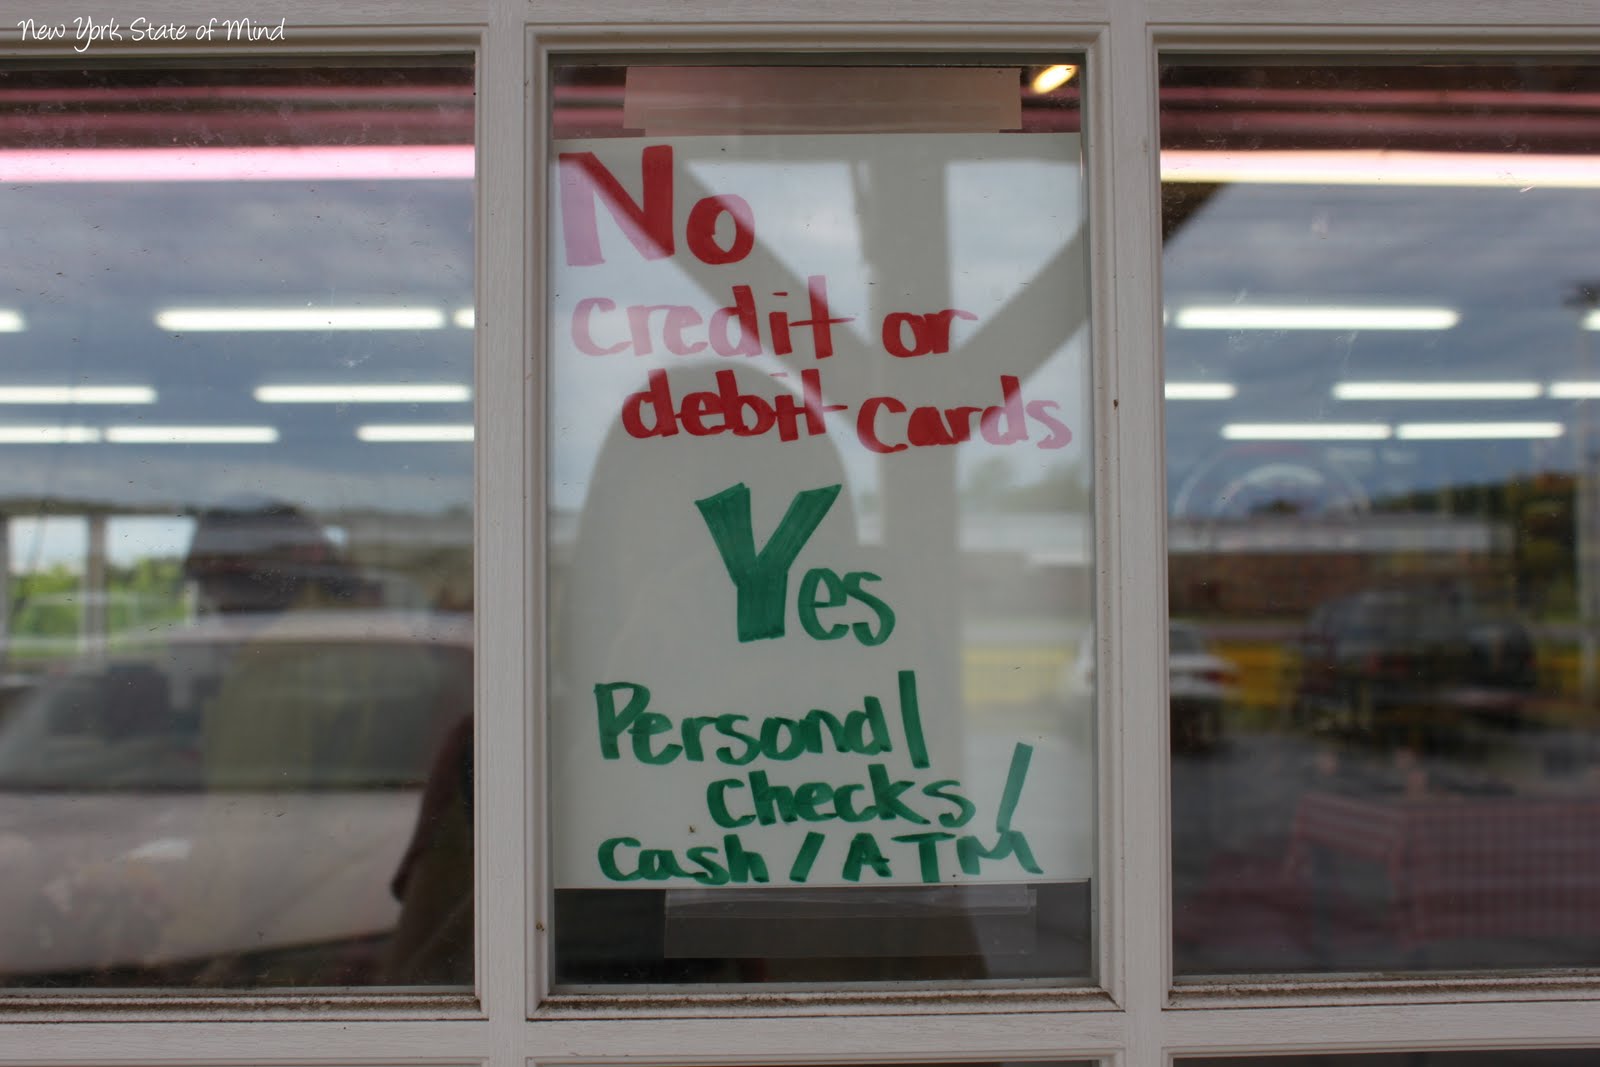 New York State of Mind
No
credit or
debit cards
Yes
Personal
checks /
cash / ATM